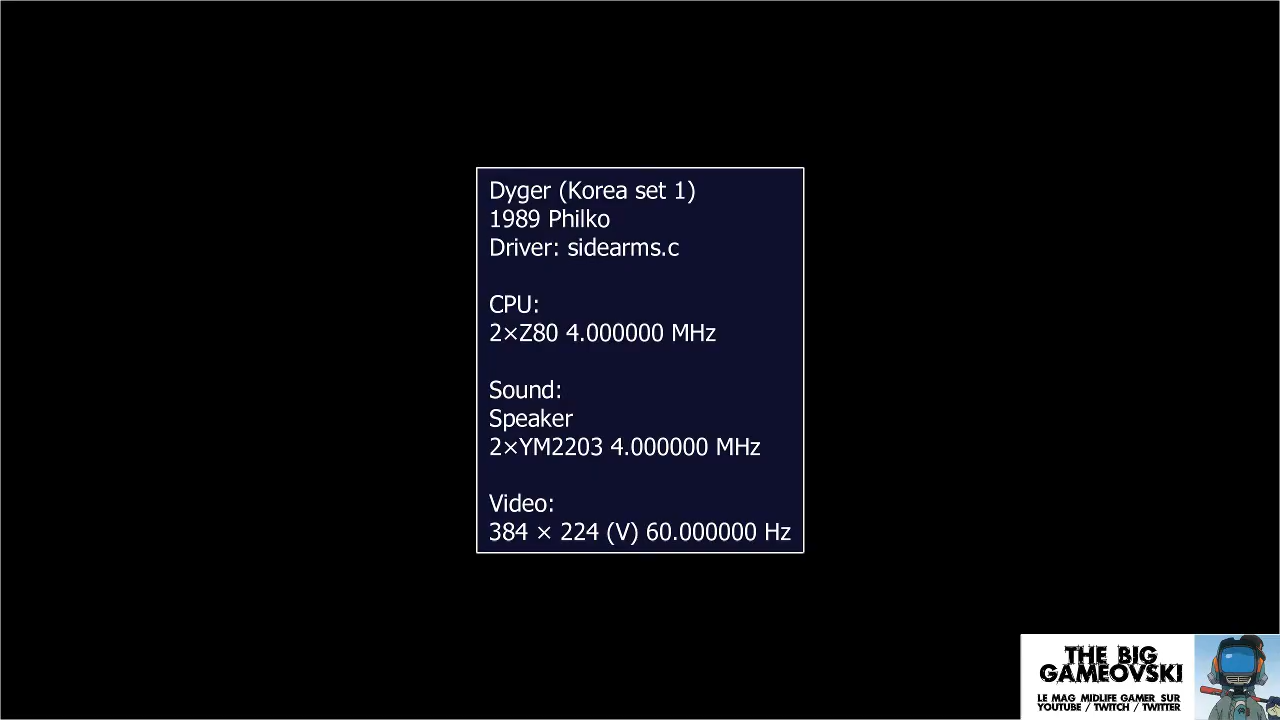 Dyger (Korea set 1)
1989 Philko
Driver: sidearms.c
CPU:
2×Z80 4.000000 MHz
Sound:
Speaker
2×YM2203 4.000000 MHz
Video:
384 × 224 (V) 60.000000 Hz
THE BIG
GAMEOVSKI
LE MAG MIDLIFE GAMER SUR
YOUTUBE / TWITCH / TWITTER